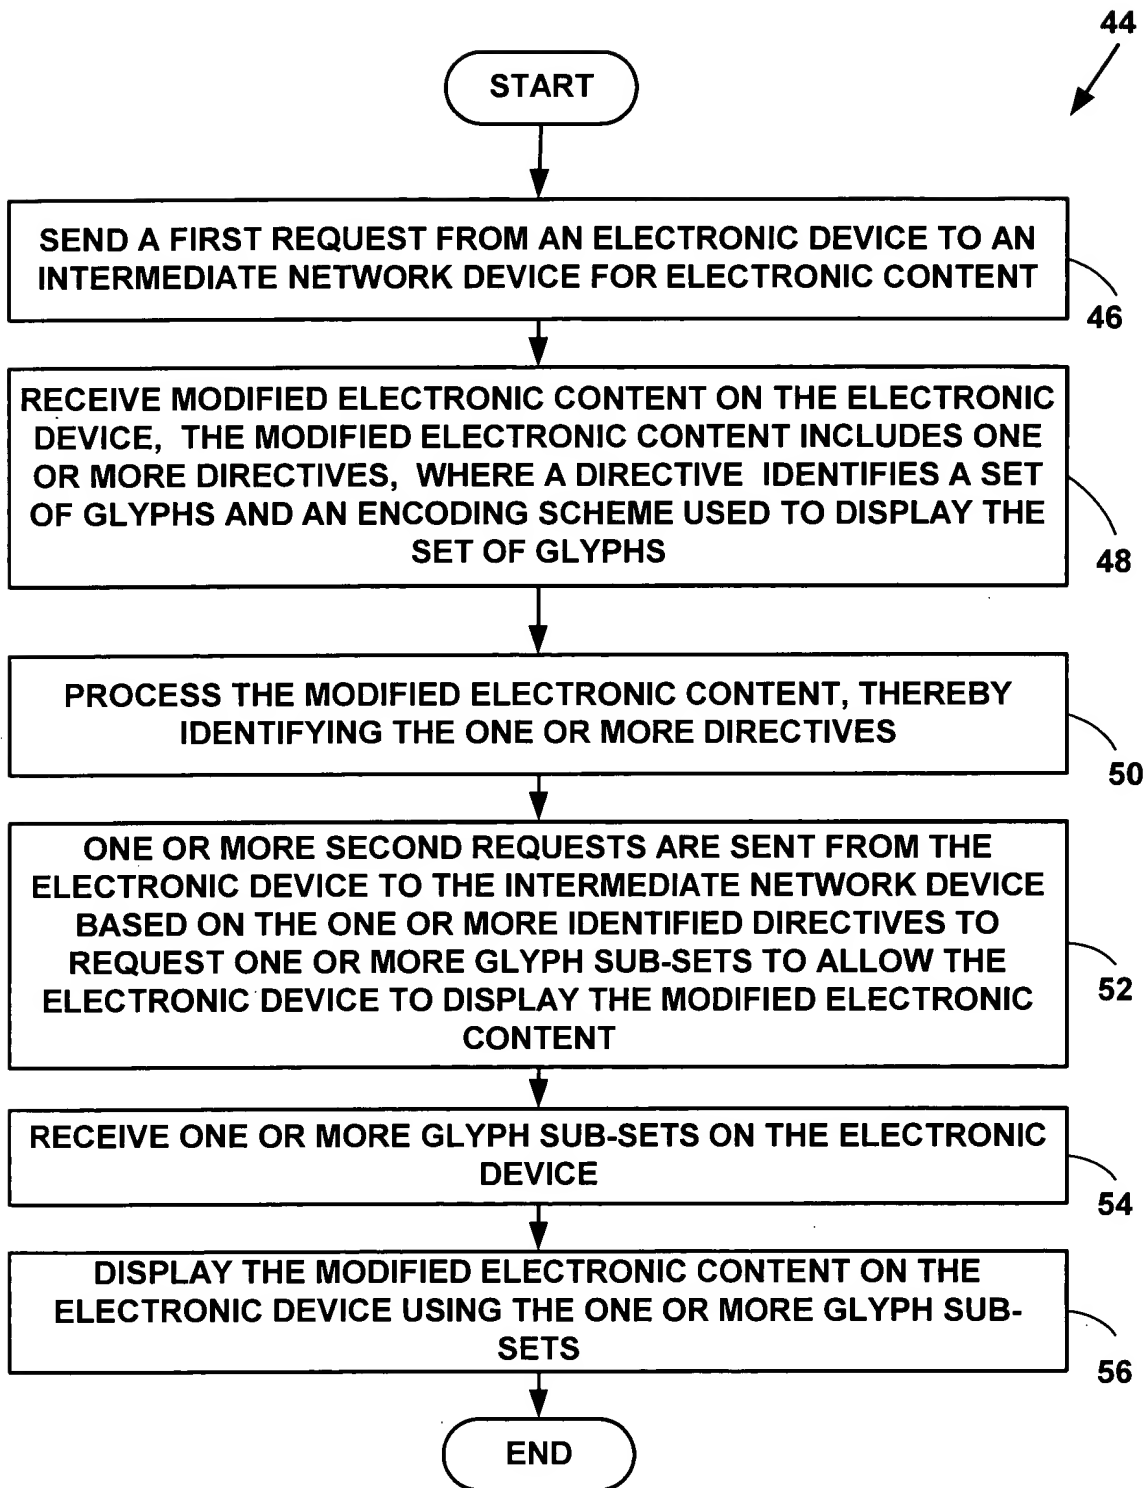 44
START
SEND A FIRST REQUEST FROM AN ELECTRONIC DEVICE TO AN
INTERMEDIATE NETWORK DEVICE FOR ELECTRONIC CONTENT
46
RECEIVE MODIFIED ELECTRONIC CONTENT ON THE ELECTRONIC
DEVICE, THE MODIFIED ELECTRONIC CONTENT INCLUDES ONE
OR MORE DIRECTIVES, WHERE A DIRECTIVE IDENTIFIES A SET
OF GLYPHS AND AN ENCODING SCHEME USED TO DISPLAY THE
SET OF GLYPHS
48
PROCESS THE MODIFIED ELECTRONIC CONTENT, THEREBY
IDENTIFYING THE ONE OR MORE DIRECTIVES
50
ONE OR MORE SECOND REQUESTS ARE SENT FROM THE
ELECTRONIC DEVICE TO THE INTERMEDIATE NETWORK DEVICE
BASED ON THE ONE OR MORE IDENTIFIED DIRECTIVES TO
REQUEST ONE OR MORE GLYPH SUB-SETS TO ALLOW THE
ELECTRONIC DEVICE TO DISPLAY THE MODIFIED ELECTRONIC
CONTENT
52
RECEIVE ONE OR MORE GLYPH SUB-SETS ON THE ELECTRONIC
DEVICE
54
DISPLAY THE MODIFIED ELECTRONIC CONTENT ON THE
ELECTRONIC DEVICE USING THE ONE OR MORE GLYPH SUB-
SETS
56
END